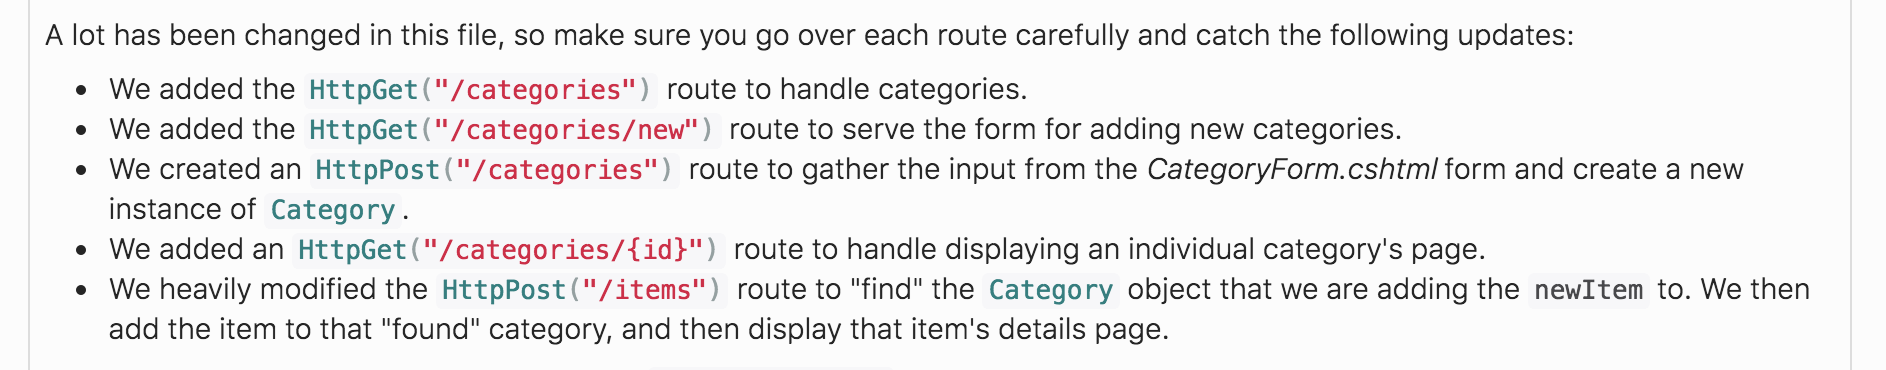 A lot has been changed in this file, so make sure you go over each route carefully and catch the following updates:
• We added the HttpGet("/categories") route to handle categories.
• We added the HttpGet("/categories/new") route to serve the form for adding new categories.
• We created an HttpPost("/categories") route to gather the input from the CategoryForm.cshtml form and create a new
instance of Category.
• We added an HttpGet("/categories/{id}") route to handle displaying an individual category's page.
• We heavily modified the HttpPost("/items") route to "find" the Category object that we are adding the newItem to. We then
add the item to that "found" category, and then display that item's details page.